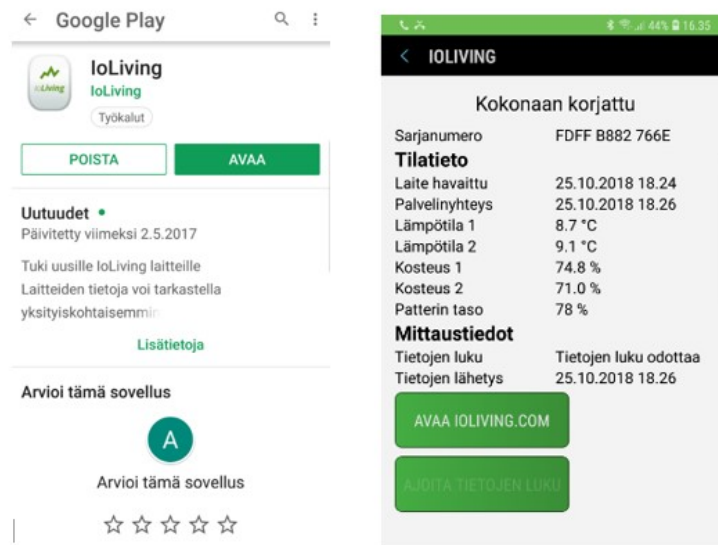 Google Play
IoLiving
IoLiving
Työkalut
POISTA AVAA
Uutuudet
Päivitetty viimeksi 2.5.2017
Tuki uusille IoLiving laitteille
Laitteiden tietoja voi tarkastella
yksityiskohtaisemmin
Lisätietoja
Arvioi tämä sovellus
A
Arvioi tämä sovellus
44% 16.35
IOLIVING
Kokonaan korjattu
Sarjanumero FDFF B882 766E
Tilatieto
Laite havaittu 25.10.2018 18.24
Palvelinyhteys 25.10.2018 18.26
Lämpötila 1 8.7 °C
Lämpötila 2 9.1 °C
Kosteus 1 74.8 %
Kosteus 2 71.0 %
Patterin taso 78 %
Mittaustiedot
Tietojen luku Tietojen luku odottaa
Tietojen lähetys 25.10.2018 18.26
AVAA IOLIVING.COM
AJOITA TIETOJEN LUKU